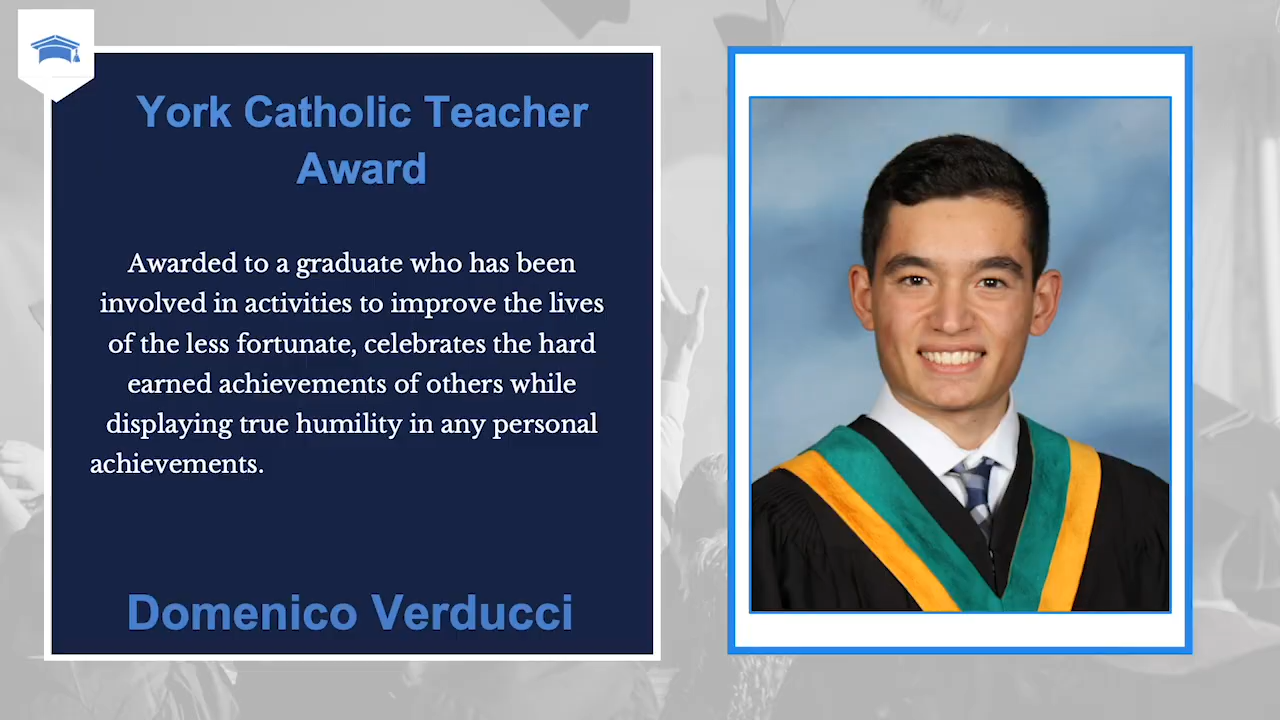 York Catholic Teacher
Award
Awarded to a graduate who has been
involved in activities to improve the lives
of the less fortunate, celebrates the hard
earned achievements of others while
displaying true humility in any personal
achievements.
Domenico Verducci